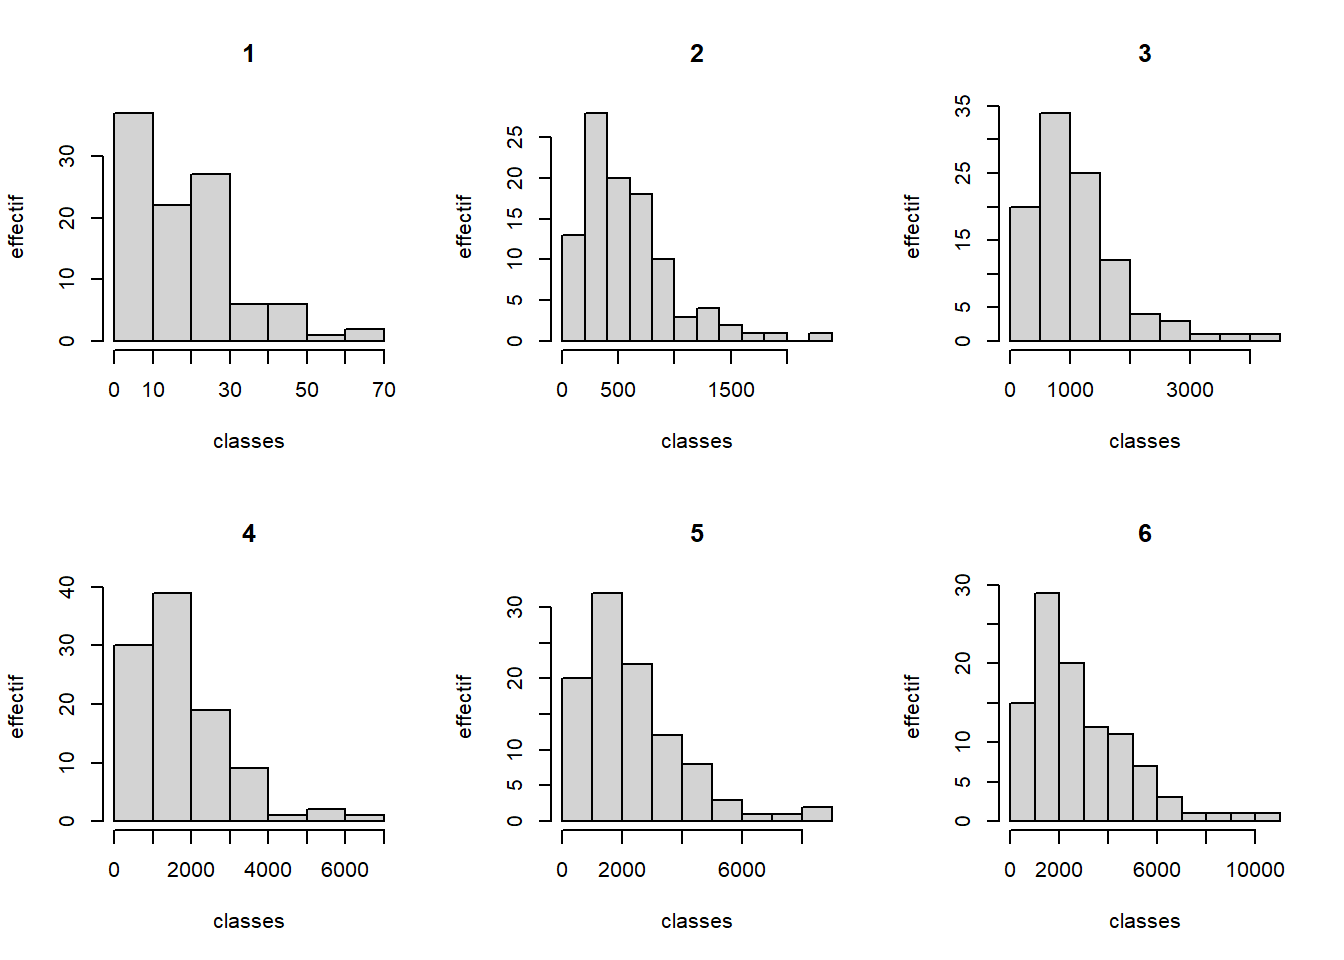 1
effectif
0 10 20 30
0 10 30 50 70
classes
2
effectif
0 5 10 15 20 25
0 500 1500
classes
3
effectif
5 15 25 35
0
0 1000 3000
classes
4
effectif
0 10 20 30 40
0 2000 4000 6000
classes
5
effectif
0 5 10 20 30
0 2000 6000
classes
6
effectif
0 5 10 20 30
0 2000 6000 10000
classes